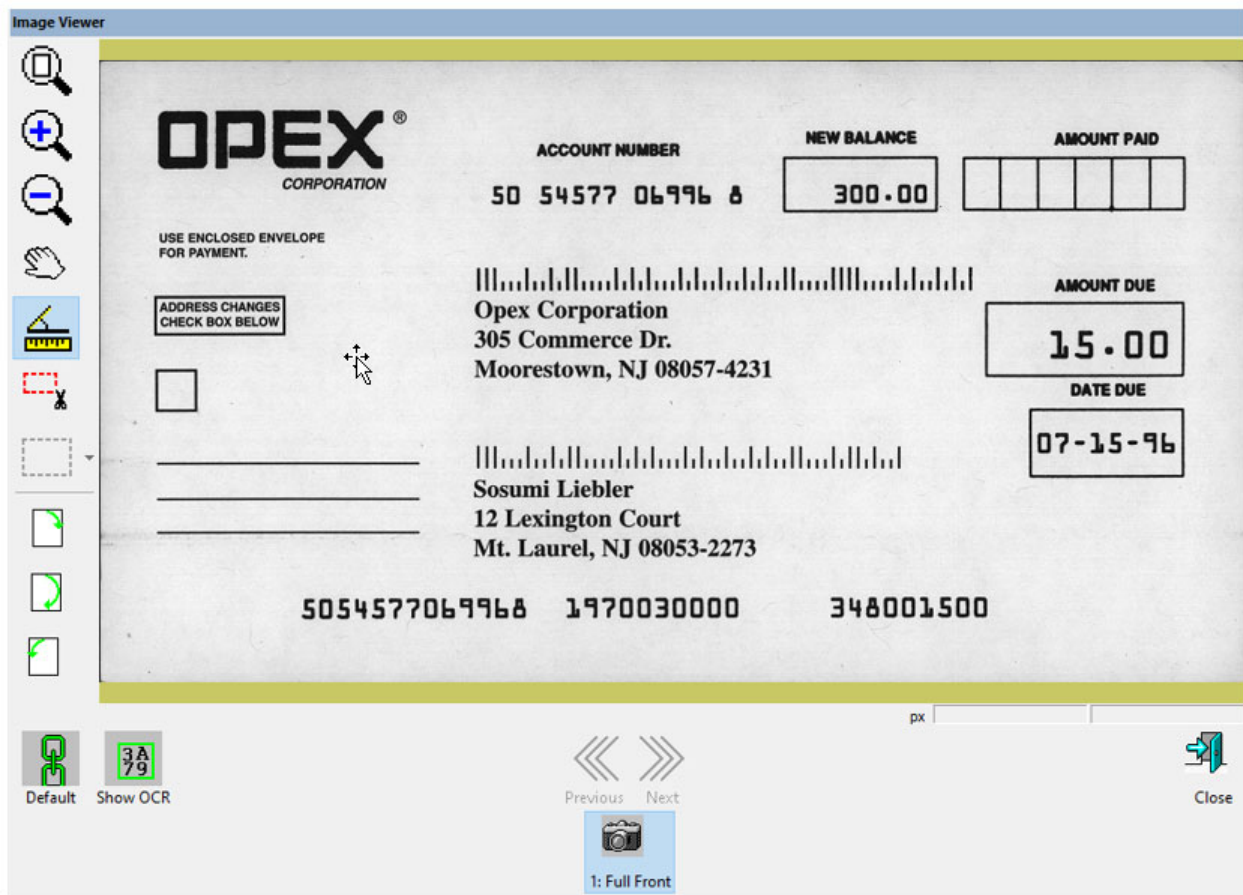 Image Viewer
OPEX ®
CORPORATION
ACCOUNT NUMBER
50 54577 06996 8
NEW BALANCE
300.00
AMOUNT PAID
USE ENCLOSED ENVELOPE
FOR PAYMENT.
ADDRESS CHANGES
CHECK BOX BELOW
Opex Corporation
305 Commerce Dr.
Moorestown, NJ 08057-4231
AMOUNT DUE
15.00
DATE DUE
07-15-96
Sosumi Liebler
12 Lexington Court
Mt. Laurel, NJ 08053-2273
5054577069968 1970030000 348001500
px
3A
79
Default
Show OCR
Previous
Next
Close
1: Full Front